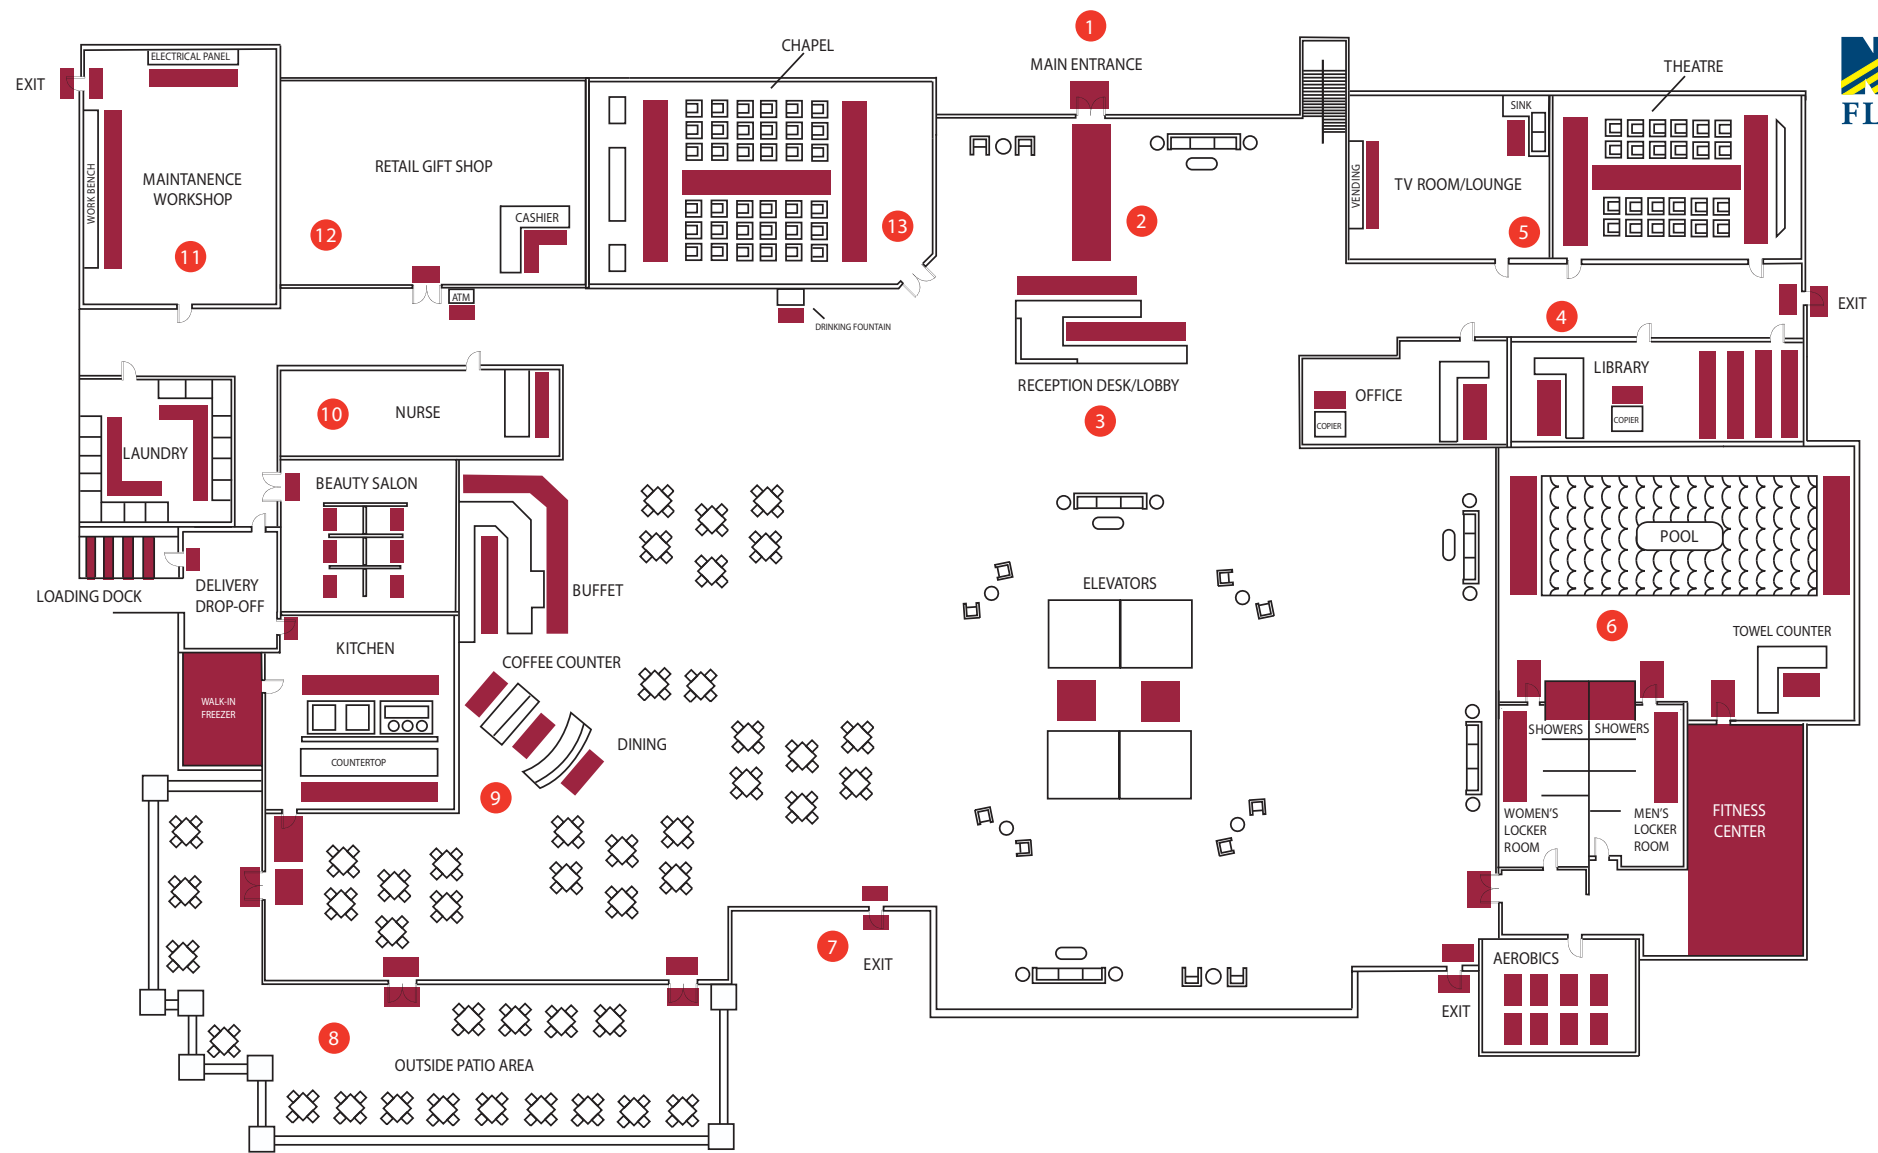 1
MAIN ENTRANCE
CHAPEL
THEATRE
FL
EXIT
ELECTRICAL PANEL
WORK BENCH
MAINTANENCE
WORKSHOP
11
RETAIL GIFT SHOP
12
CASHIER
ATM
13
DRINKING FOUNTAIN
2
VENDING
TV ROOM/LOUNGE
SINK
5
4
EXIT
RECEPTION DESK/LOBBY
3
OFFICE
COPIER
LIBRARY
COPIER
10
NURSE
LAUNDRY
BEAUTY SALON
BUFFET
LOADING DOCK
DELIVERY
DROP-OFF
KITCHEN
COFFEE COUNTER
WALK-IN
FREEZER
COUNTERTOP
DINING
9
ELEVATORS
POOL
6
TOWEL COUNTER
SHOWERS
SHOWERS
WOMEN'S
LOCKER
ROOM
MEN'S
LOCKER
ROOM
FITNESS
CENTER
7
EXIT
AEROBICS
EXIT
8
OUTSIDE PATIO AREA